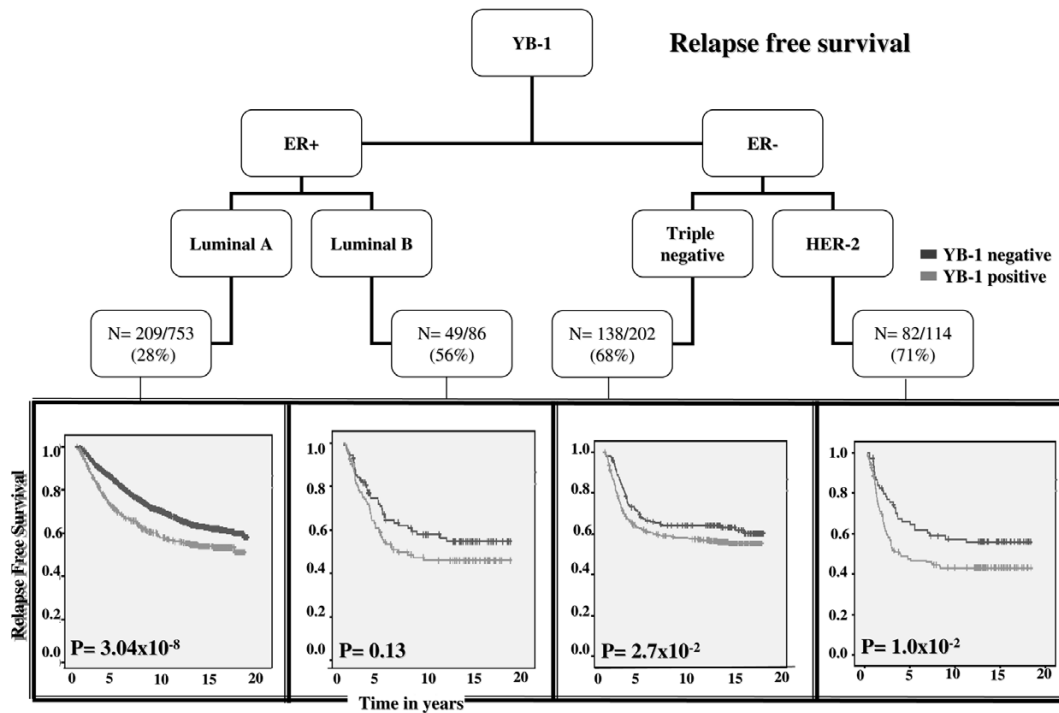 YB-1
Relapse free survival
ER+
ER-
Luminal A
Luminal B
Triple
negative
HER-2
YB-1 negative
YB-1 positive
N= 209/753
(28%)
N= 49/86
(56%)
N= 138/202
(68%)
N= 82/114
(71%)
Relapse Free Survival
1.0
0.8
0.6
0.4
0.2
0.0
P= 3.04x10-8
0 5 10 15 20
1.0
0.8
0.6
0.4
0.2
0.0
P= 0.13
0 5 10 15 20
1.0
0.8
0.6
0.4
0.2
0.0
P= 2.7x10-2
0 5 10 15 20
1.0
0.8
0.6
0.4
0.2
0.0
P= 1.0x10-2
0 5 10 15 20
Time in years